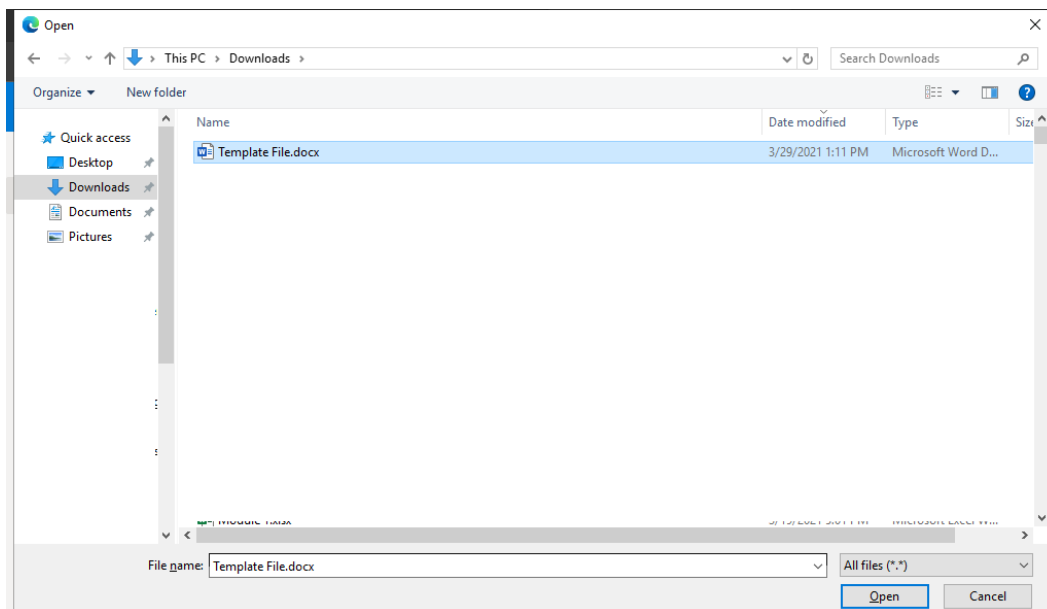 Open
This PC > Downloads >
Search Downloads
Organize
New folder
Name
Date modified
Type
Size
Quick access
Desktop
Downloads
Documents
Pictures
Template File.docx
3/29/2021 1:11 PM
Microsoft Word D...
File name: Template File.docx
All files (*.*)
Open
Cancel